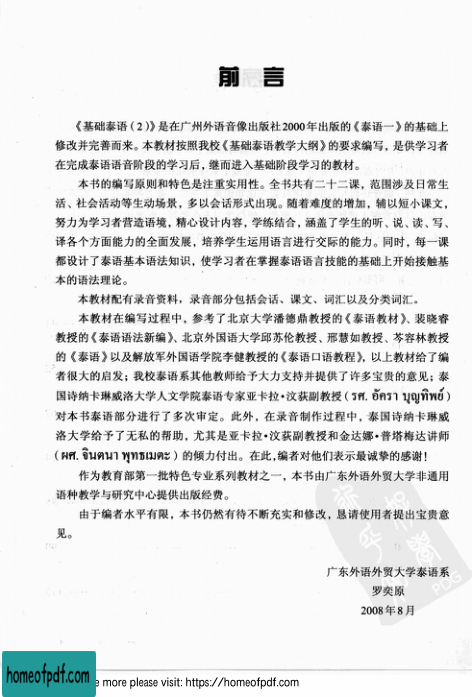 前言
《基础泰语(2)》是在广州外语音像出版社2000年出版的《泰语一》的基础上
修改并完善而来。本教材按照我校《基础泰语教学大纲》的要求编写，是供学习者
在完成泰语语音阶段的学习后，继而进入基础阶段学习的教材。
本书的编写原则和特色是注重实用性。全书共有二十二课，范围涉及日常生
活、社会活动等生动场景，多以会话形式出现。随着难度的增加，辅以短小课文，
努力为学习者营造语境，精心设计内容，学练结合，涵盖了学生的听、说、读、写、
译各个方面能力的全面发展，培养学生运用语言进行交际的能力。同时，每一课
都设计了泰语基本语法知识，使学习者在掌握泰语语言技能的基础上开始接触基
本的语法理论。
本教材配有录音资料，录音部分包括会话、课文、词汇以及分类词汇。
本教材在编写过程中，参考了北京大学潘德鼎教授的《泰语教材》、裴晓睿
教授的《泰语语法新编》、北京外国语大学邱苏伦教授、邢慧如教授、岑容林教授
的《泰语》以及解放军外国语学院李健教授的《泰语口语教程》，以上教材给了编
者很大的启发；我校泰语系其他教师给予大力支持并提供了许多宝贵的意见；泰
国诗纳卡琳威洛大学人文学院泰语专家亚卡拉·汶荻副教授(รศ. อัครา บุญทิพย์)
对本书泰语部分进行了多次审定。此外，在录音制作过程中，泰国诗纳卡琳威
洛大学给予了无私的帮助，尤其是亚卡拉·汶荻副教授和金达娜·普塔梅达讲师
(ผศ. จินตนา พุทธเมตะ)的倾力付出。在此，编者对他们表示最诚挚的感谢！
作为教育部第一批特色专业系列教材之一，本书由广东外语外贸大学非通用
语种教学与研究中心提供出版经费。
由于编者水平有限，本书仍然有待不断充实和修改，恳请使用者提出宝贵意
见。
广东外语外贸大学泰语系
罗奕原
2008年8月
PDG
homeofpdf.com
e more please visit: https://homeofpdf.com